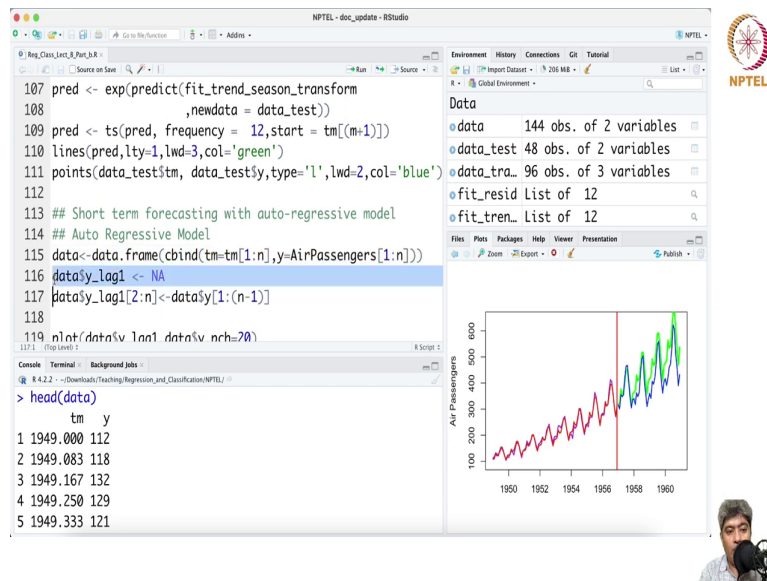 NPTEL - doc_update - RStudio
Go to file/function
Addins
NPTEL
Reg_Class_Lect_8_Part_b.R
Source on Save
Run
Source
107 pred <- exp(predict(fit_trend_season_transform
108 ,newdata = data_test))
109 pred <- ts(pred, frequency = 12,start = tm[(m+1)])
110 lines(pred,lty=1,lwd=3,col='green')
111 points(data_test$tm, data_test$y,type='l',lwd=2,col='blue')
112
113 ## Short term forecasting with auto-regressive model
114 ## Auto Regressive Model
115 data<-data.frame(cbind(tm=tm[1:n],y=AirPassengers[1:n]))
116 data$y_lag1 <- NA
117 data$y_lag1[2:n]<-data$y[1:(n-1)]
118
119 plot(data$y_lag1,data$y,pch=20)
117:1 (Top Level)
R Script
Console Terminal Background Jobs
R 4.2.2 · ~/Downloads/Teaching/Regression_and_Classification/NPTEL/
> head(data)
tm y
1 1949.000 112
2 1949.083 118
3 1949.167 132
4 1949.250 129
5 1949.333 121
Environment History Connections Git Tutorial
Import Dataset 206 MiB List
R Global Environment
Data
data 144 obs. of 2 variables
data_test 48 obs. of 2 variables
data_tra… 96 obs. of 3 variables
fit_resid List of 12
fit_tren… List of 12
Files Plots Packages Help Viewer Presentation
Zoom Export Publish
Air Passengers
600
500
400
300
200
100
1950 1952 1954 1956 1958 1960
NPTEL